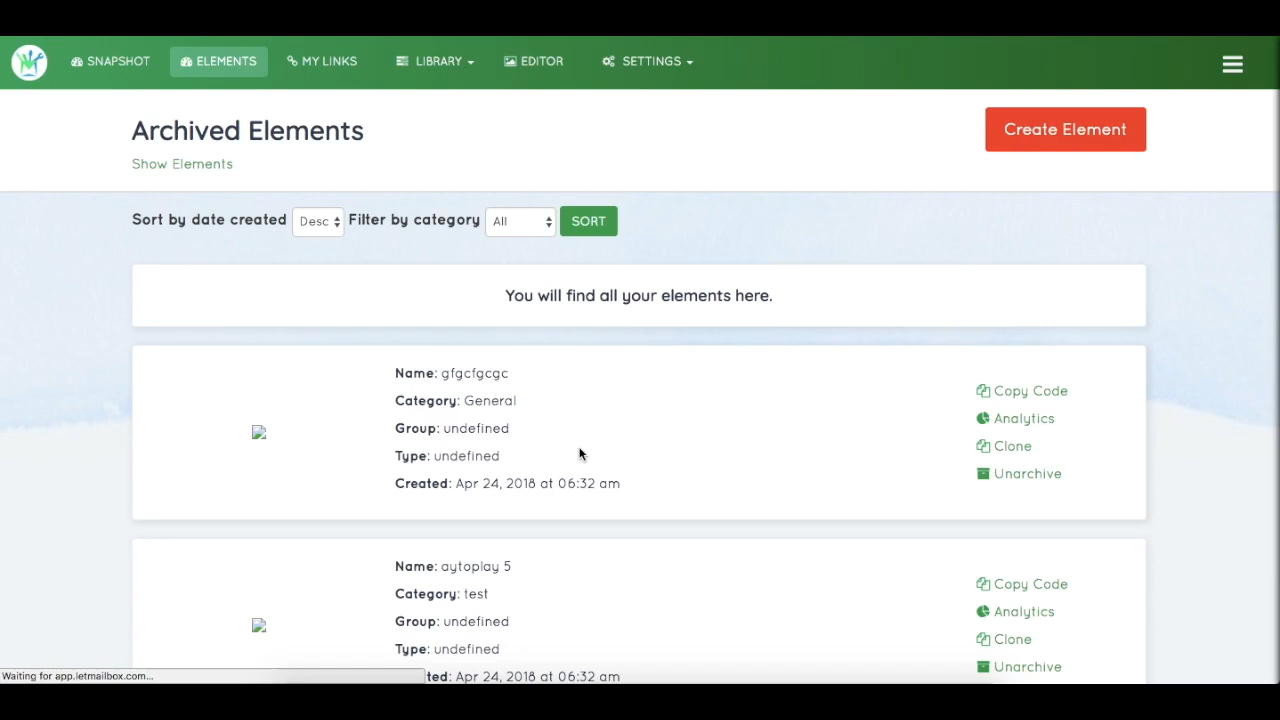 SNAPSHOT ELEMENTS MY LINKS LIBRARY EDITOR SETTINGS
Archived Elements
Create Element
Show Elements
Sort by date created Desc Filter by category All SORT
You will find all your elements here.
Name: gfgcfgcgc
Category: General
Group: undefined
Type: undefined
Created: Apr 24, 2018 at 06:32 am
Copy Code
Analytics
Clone
Unarchive
Name: aytoplay 5
Category: test
Group: undefined
Type: undefined
ted: Apr 24, 2018 at 06:32 am
Copy Code
Analytics
Clone
Unarchive
Waiting for app.letmailbox.com...